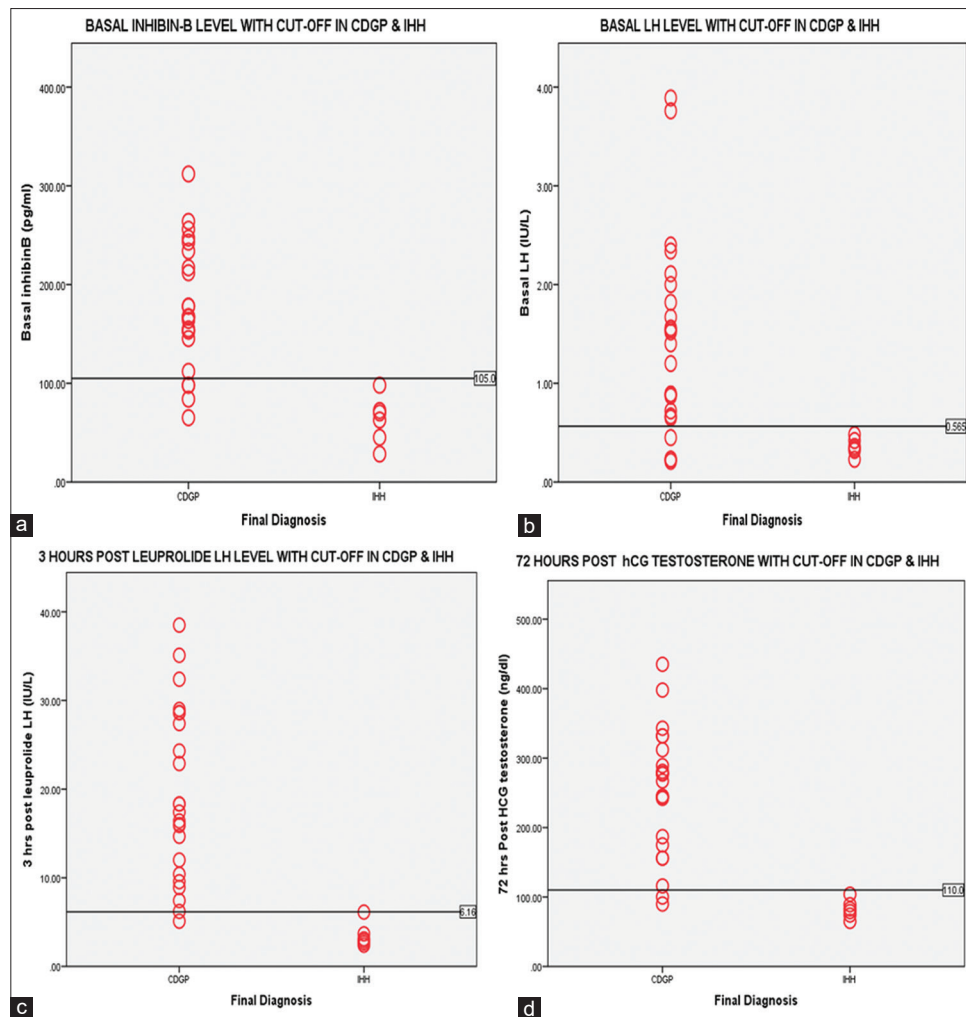 BASAL INHIBIN-B LEVEL WITH CUT-OFF IN CDGP & IHH
400.00
300.00
200.00
100.00
.00
Basal inhibinB (pg/ml)
105.0
CDGP
IHH
Final Diagnosis
a
BASAL LH LEVEL WITH CUT-OFF IN CDGP & IHH
4.00
3.00
2.00
1.00
.00
Basal LH (IU/L)
0.565
CDGP
IHH
Final Diagnosis
b
3 HOURS POST LEUPROLIDE LH LEVEL WITH CUT-OFF IN CDGP & IHH
40.00
30.00
20.00
10.00
.00
3 hrs post leuprolide LH (IU/L)
6.16
CDGP
IHH
Final Diagnosis
c
72 HOURS POST hCG TESTOSTERONE WITH CUT-OFF IN CDGP & IHH
500.00
400.00
300.00
200.00
100.00
.00
72 hrs Post HCG testosterone (ng/dl)
110.0
CDGP
IHH
Final Diagnosis
d